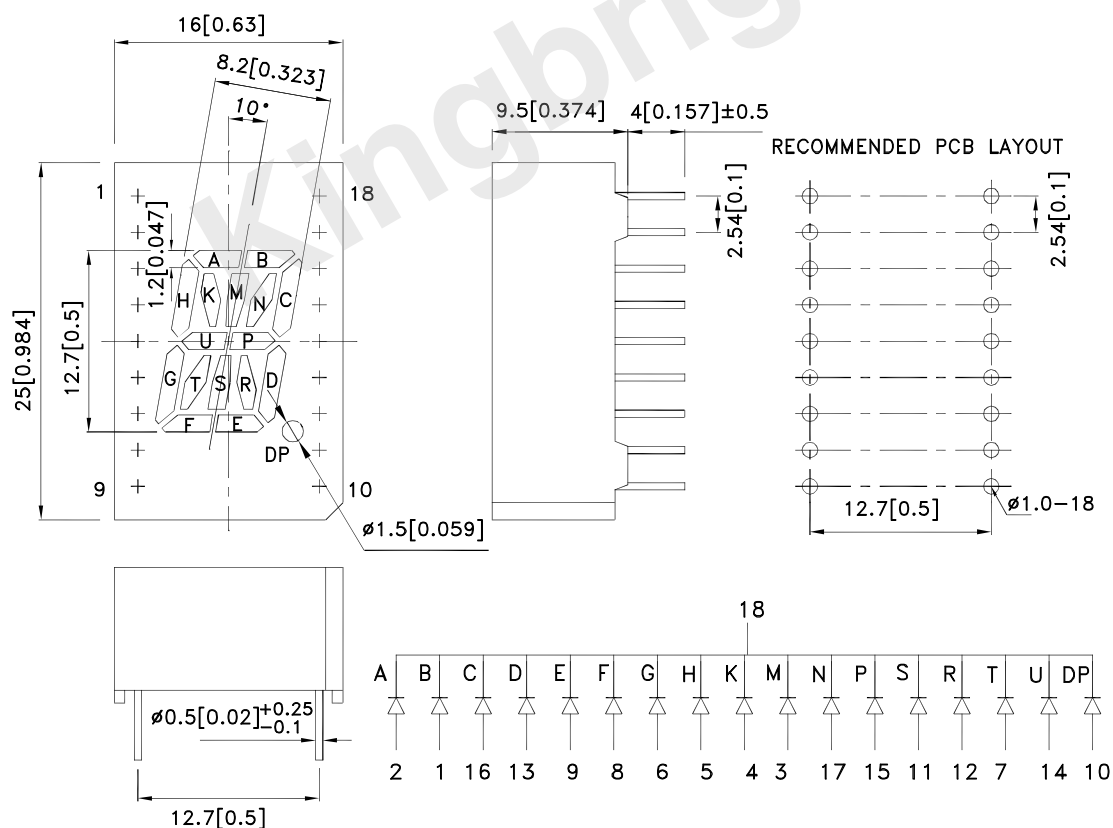 16[0.63]
8.2[0.323]
10°
1
18
1.2[0.047]
A B
H K M N C
U P
G T S R D
F E
DP
25[0.984]
12.7[0.5]
9
10
ø1.5[0.059]
9.5[0.374]
4[0.157]±0.5
2.54[0.1]
RECOMMENDED PCB LAYOUT
2.54[0.1]
12.7[0.5]
ø1.0-18
ø0.5[0.02]+0.25
-0.1
12.7[0.5]
18
A B C D E F G H K M N P S R T U DP
2 1 16 13 9 8 6 5 4 3 17 15 11 12 7 14 10
Kingbrig